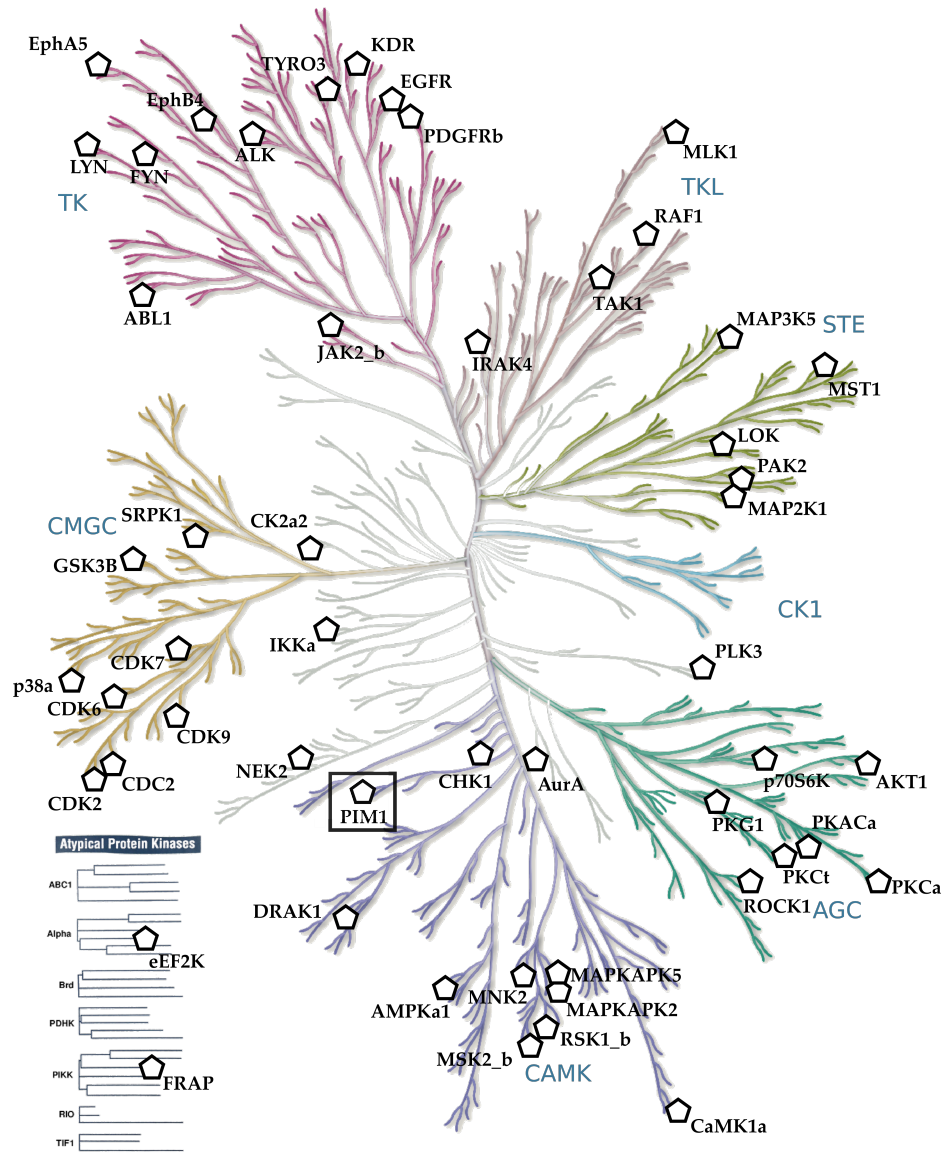 EphA5
KDR
TYRO3
EGFR
EphB4
PDGFRb
ALK
LYN
FYN
MLK1
TK
TKL
RAF1
TAK1
ABL1
JAK2_b
IRAK4
MAP3K5
STE
MST1
LOK
PAK2
MAP2K1
SRPK1
CK2a2
CMGC
GSK3B
CK1
IKKa
PLK3
CDK7
p38a
CDK6
CDK9
NEK2
CHK1
AurA
p70S6K
AKT1
CDC2
CDK2
PIM1
PKG1
PKACa
PKCt
PKCa
ROCK1
AGC
DRAK1
Atypical Protein Kinases
ABC1
Alpha
eEF2K
Brd
PDHK
PIKK
FRAP
RIO
TIF1
AMPKa1
MNK2
MAPKAPK5
MAPKAPK2
RSK1_b
MSK2_b
CAMK
CaMK1a